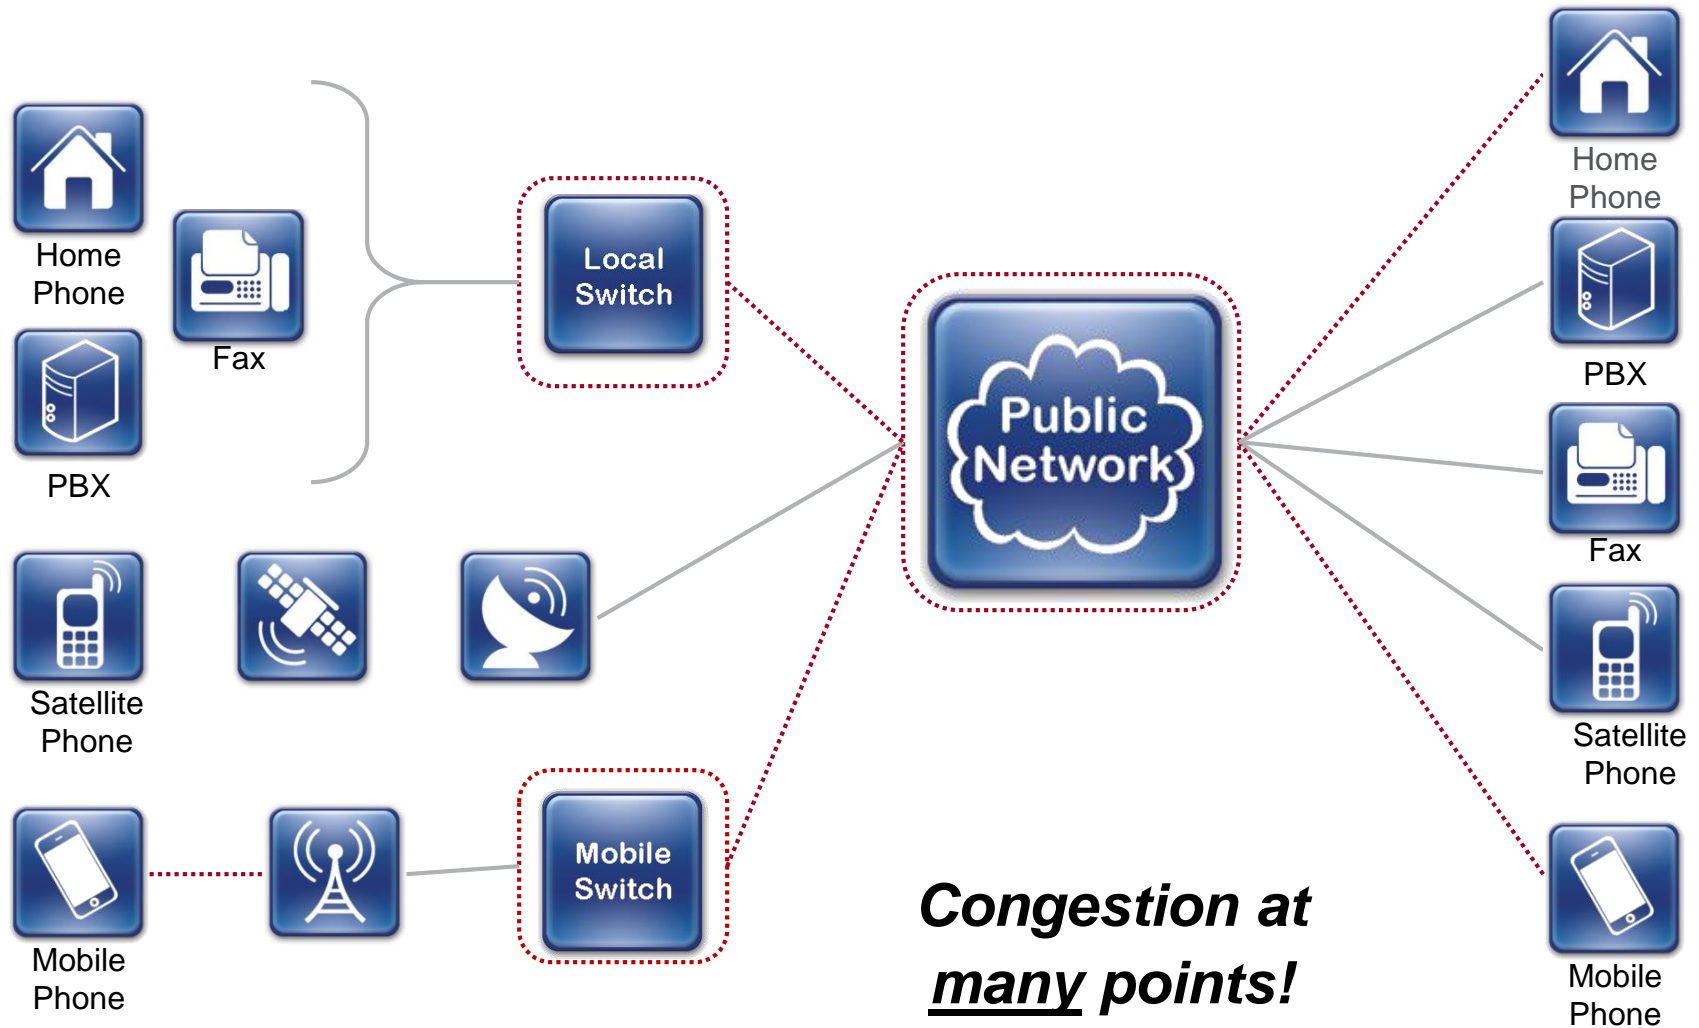 Home
Phone
Fax
PBX
Local
Switch
Satellite
Phone
Mobile
Phone
Mobile
Switch
Public
Network
Congestion at
many points!
Home
Phone
PBX
Fax
Satellite
Phone
Mobile
Phone